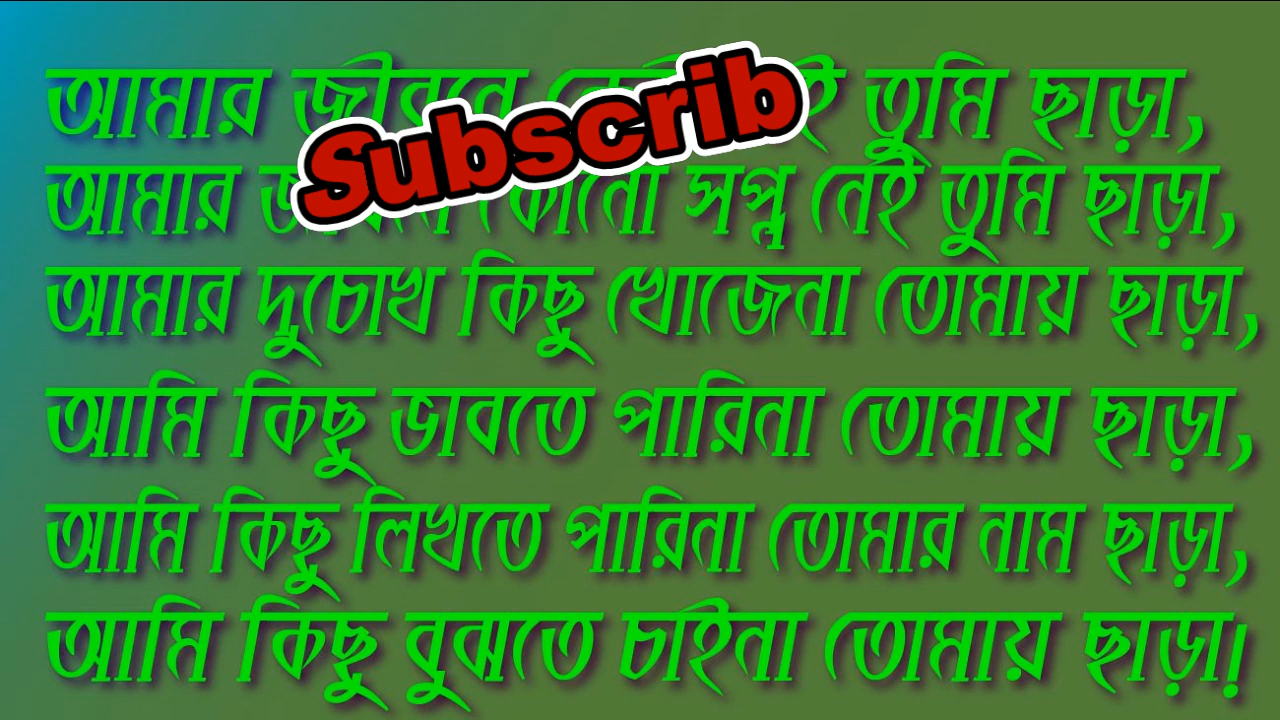 আমার জীবনে নেই তুমি ছাড়া,
Subscrib
আমার কোনো সপ্ন নেই তুমি ছাড়া,
আমার দুচোখ কিছু খোজেনা তোমায় ছাড়া,
আমি কিছু ভাবতে পারিনা তোমায় ছাড়া,
আমি কিছু লিখতে পারিনা তোমার নাম ছাড়া,
আমি কিছু বুঝতে চাইনা তোমায় ছাড়া!